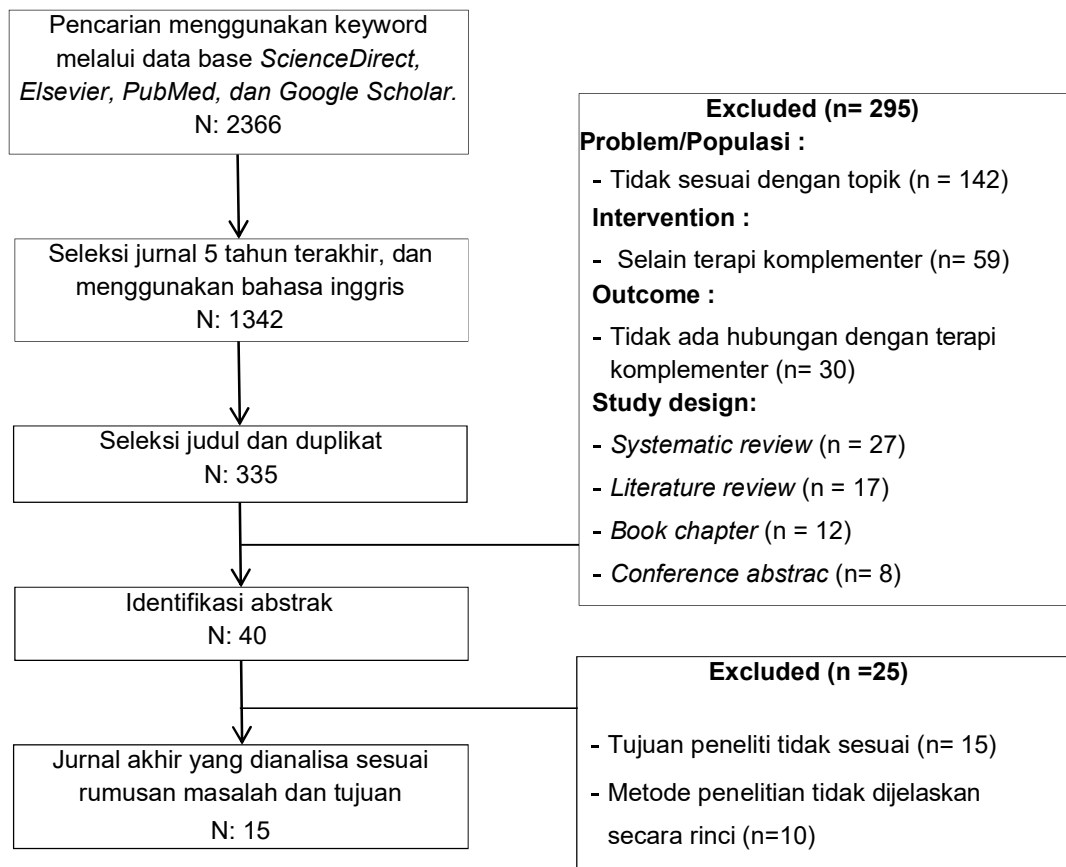 Pencarian menggunakan keyword
melalui data base ScienceDirect,
Elsevier, PubMed, dan Google Scholar.
N: 2366
Seleksi jurnal 5 tahun terakhir, dan
menggunakan bahasa inggris
N: 1342
Seleksi judul dan duplikat
N: 335
Excluded (n= 295)
Problem/Populasi :
- Tidak sesuai dengan topik (n = 142)
Intervention :
- Selain terapi komplementer (n= 59)
Outcome :
- Tidak ada hubungan dengan terapi
komplementer (n= 30)
Study design:
- Systematic review (n = 27)
- Literature review (n = 17)
- Book chapter (n = 12)
- Conference abstrac (n= 8)
Identifikasi abstrak
N: 40
Excluded (n =25)
- Tujuan peneliti tidak sesuai (n= 15)
- Metode penelitian tidak dijelaskan
secara rinci (n=10)
Jurnal akhir yang dianalisa sesuai
rumusan masalah dan tujuan
N: 15